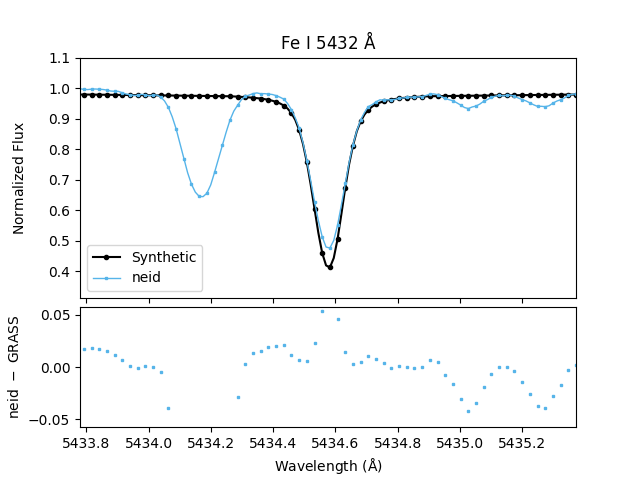 Fe I 5432 Å
Normalized Flux
1.1
1.0
0.9
0.8
0.7
0.6
0.5
0.4
Synthetic
neid
neid − GRASS
0.05
0.00
−0.05
5433.8 5434.0 5434.2 5434.4 5434.6 5434.8 5435.0 5435.2
Wavelength (Å)